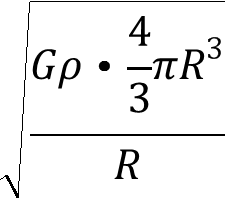 √(Gρ • 4/3 πR³ / R)